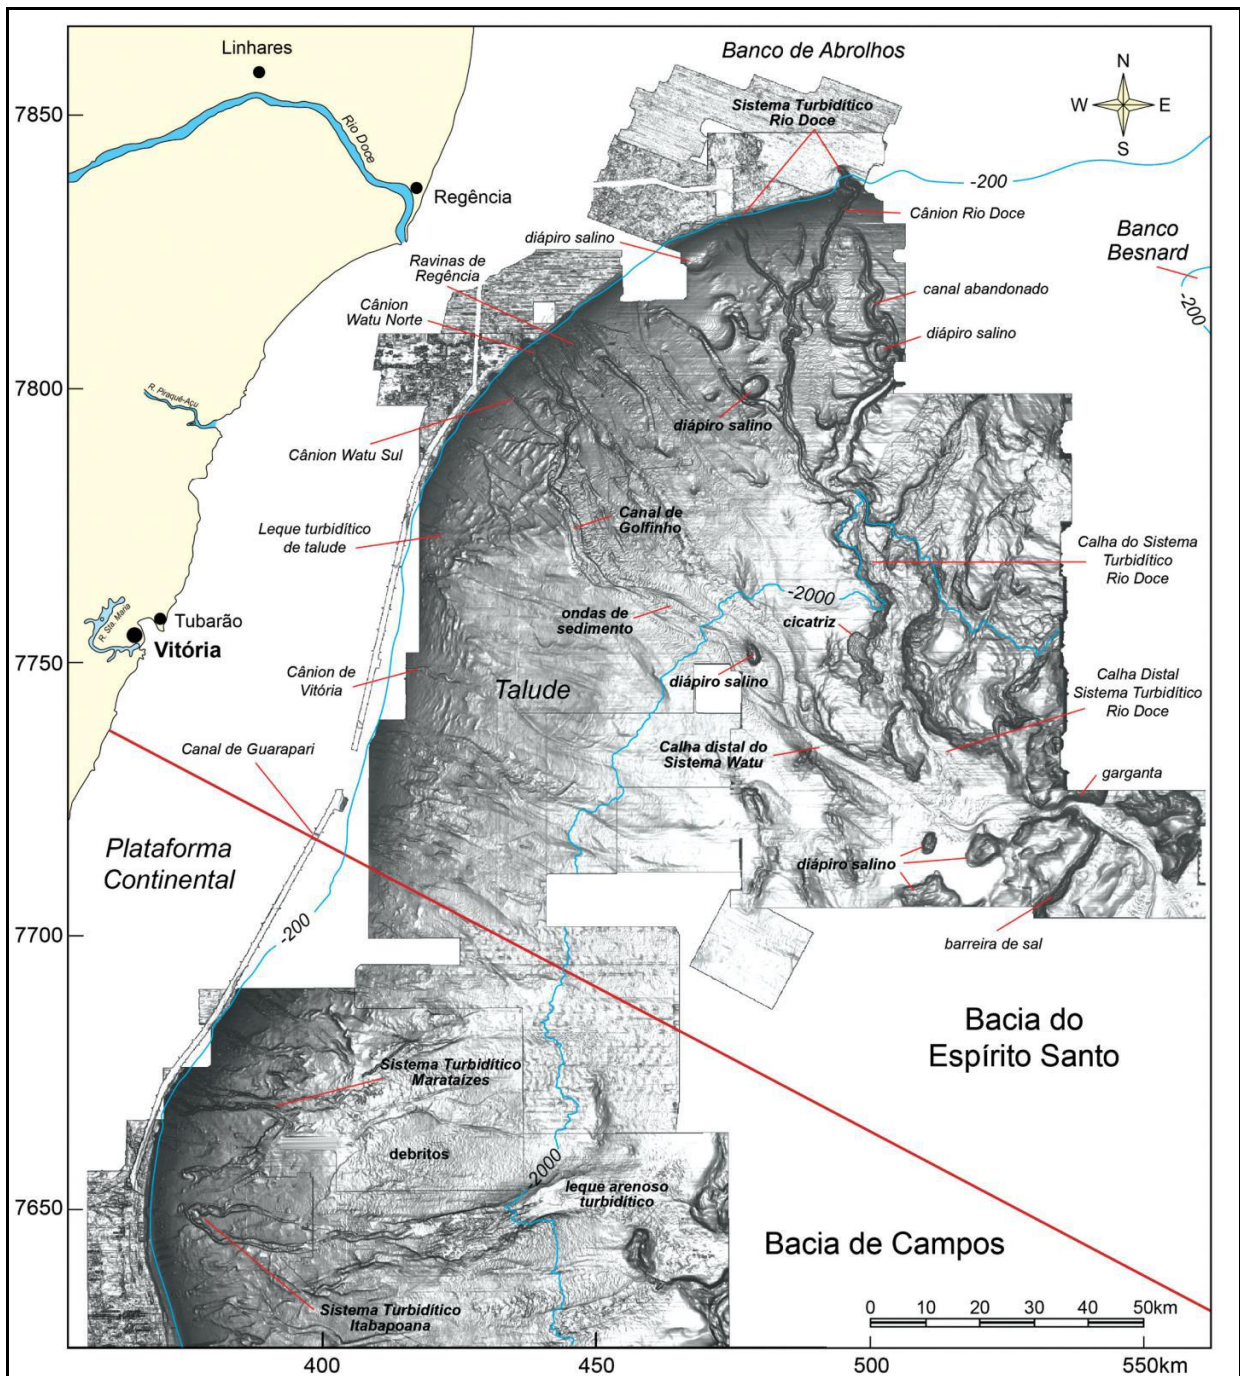 Linhares
Banco de Abrolhos
N
W
E
S
Sistema Turbidítico
Rio Doce
7850
Rio Doce
Regência
-200
Cânion Rio Doce
Banco
Besnard
-200
diápiro salino
Ravinas de
Regência
canal abandonado
Cânion
Watu Norte
diápiro salino
7800
R. Piraquê-Açu
diápiro salino
Cânion Watu Sul
Canal de
Golfinho
Leque turbidítico
de talude
Calha do Sistema
Turbidítico
Rio Doce
-2000
R. Sta. Maria
Tubarão
Vitória
ondas de
sedimento
cicatriz
7750
Cânion de
Vitória
Talude
diápiro salino
Calha Distal
Sistema Turbidítico
Rio Doce
Canal de Guarapari
Calha distal do
Sistema Watu
garganta
Plataforma
Continental
diápiro salino
-200
7700
barreira de sal
Bacia do
Espírito Santo
Sistema Turbidítico
Marataízes
debritos
-2000
leque arenoso
turbidítico
7650
Bacia de Campos
Sistema Turbidítico
Itabapoana
0 10 20 30 40 50km
400 450 500 550km